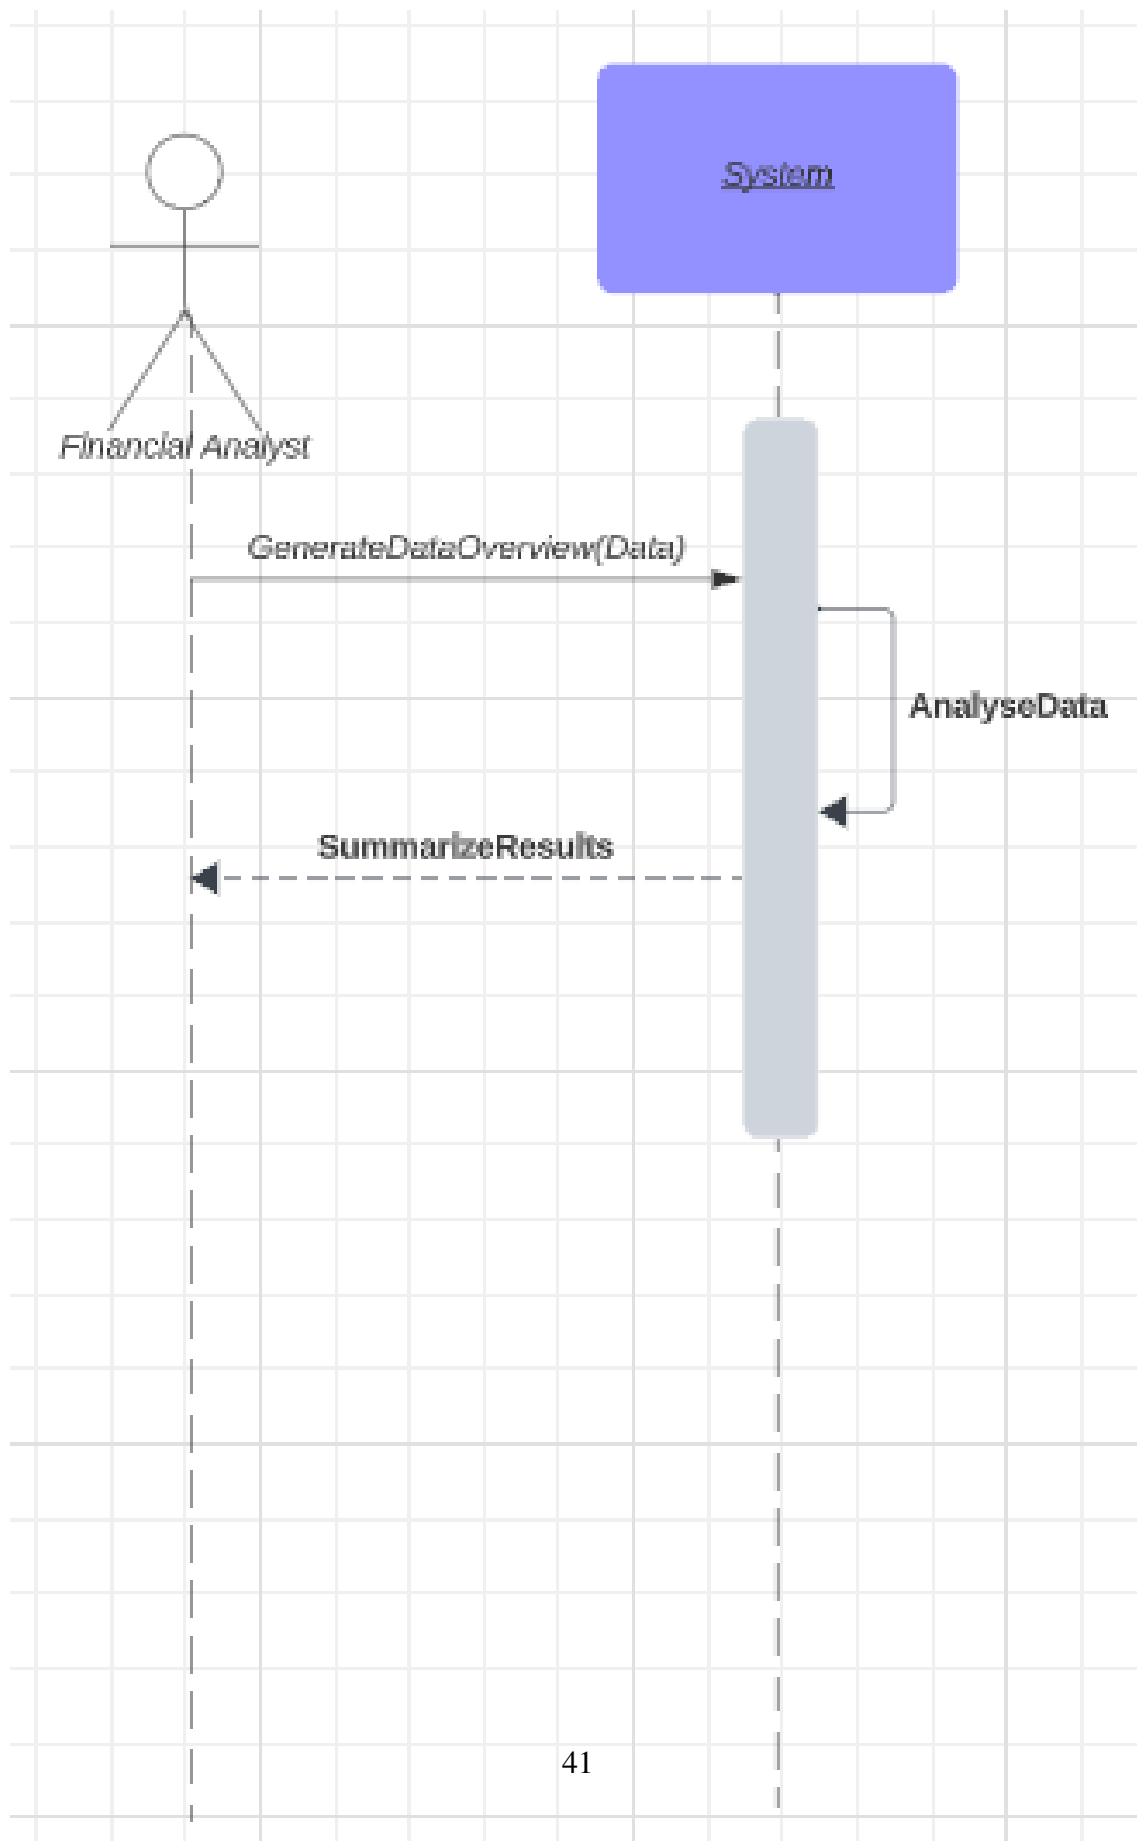 System
Financial Analyst
GenerateDataOverview(Data)
AnalyseData
SummarizeResults
41